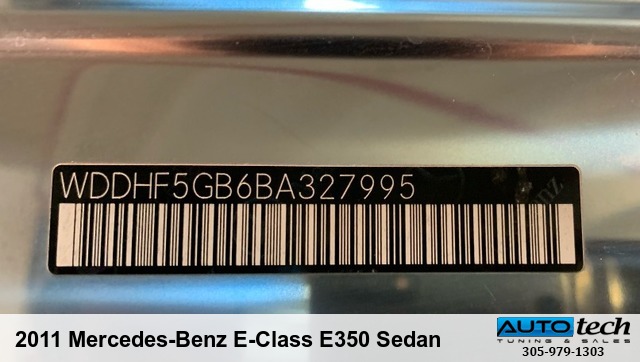 WDDHF5GB6BA327995
2011 Mercedes-Benz E-Class E350 Sedan
AUTOtech
TUNING & SALES
305-979-1303